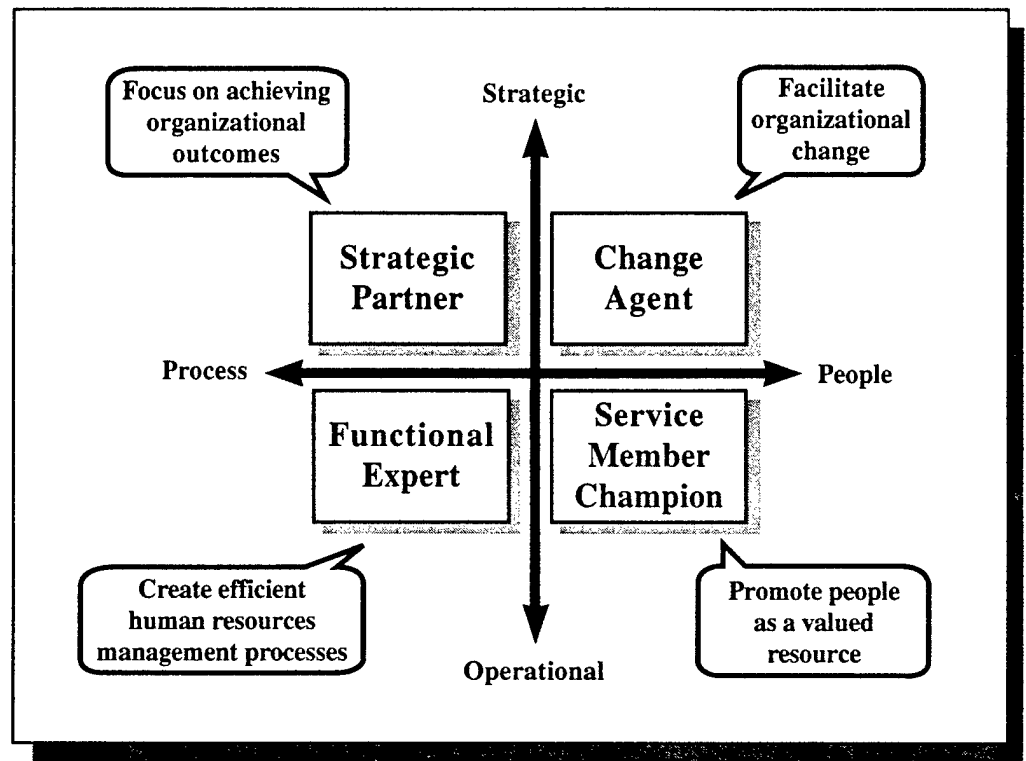 Focus on achieving
organizational
outcomes
Strategic
Facilitate
organizational
change
Strategic
Partner
Change
Agent
Process
People
Functional
Expert
Service
Member
Champion
Create efficient
human resources
management processes
Promote people
as a valued
resource
Operational